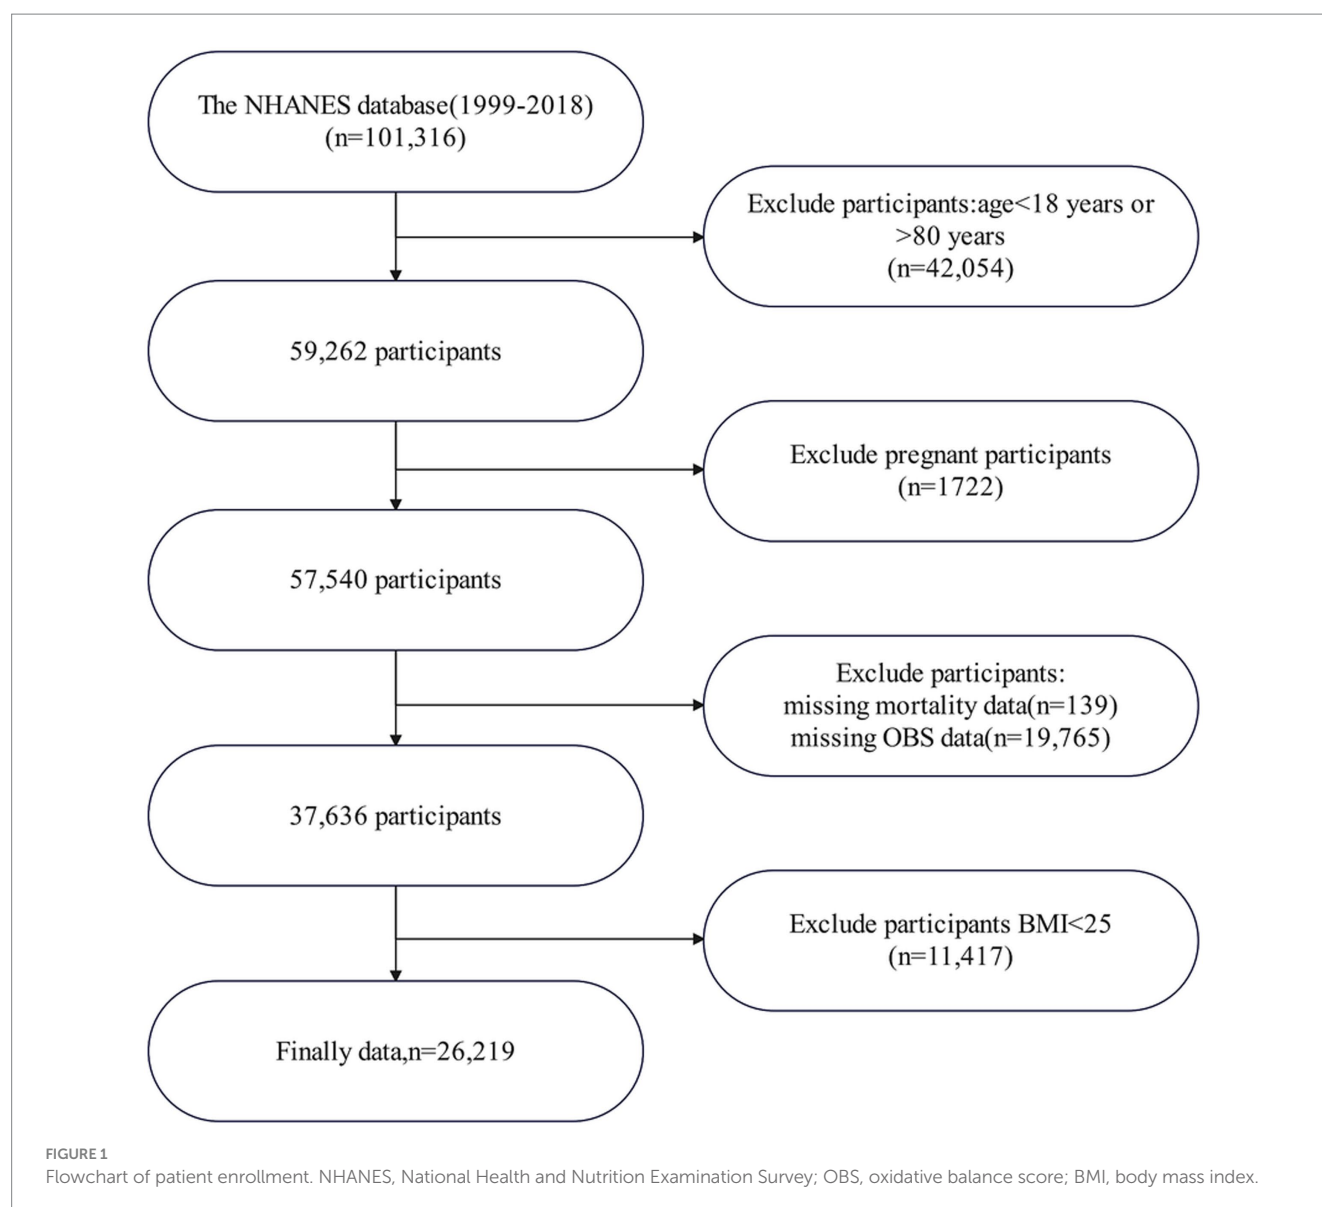 The NHANES database(1999-2018)
(n=101,316)
Exclude participants:age<18 years or
>80 years
(n=42,054)
59,262 participants
Exclude pregnant participants
(n=1722)
57,540 participants
Exclude participants:
missing mortality data(n=139)
missing OBS data(n=19,765)
37,636 participants
Exclude participants BMI<25
(n=11,417)
Finally data,n=26,219
FIGURE 1
Flowchart of patient enrollment. NHANES, National Health and Nutrition Examination Survey; OBS, oxidative balance score; BMI, body mass index.